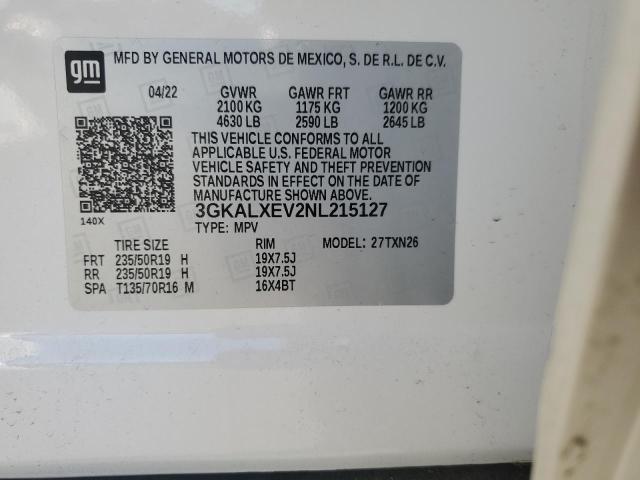 gm
MFD BY GENERAL MOTORS DE MEXICO, S. DE R.L. DE C.V.
04/22 GVWR GAWR FRT GAWR RR
2100 KG 1175 KG 1200 KG
4630 LB 2590 LB 2645 LB
THIS VEHICLE CONFORMS TO ALL
APPLICABLE U.S. FEDERAL MOTOR
VEHICLE SAFETY AND THEFT PREVENTION
STANDARDS IN EFFECT ON THE DATE OF
MANUFACTURE SHOWN ABOVE.
140X 3GKALXEV2NL215127
TYPE: MPV
TIRE SIZE RIM MODEL: 27TXN26
FRT 235/50R19 H 19X7.5J
RR 235/50R19 H 19X7.5J
SPA T135/70R16 M 16X4BT